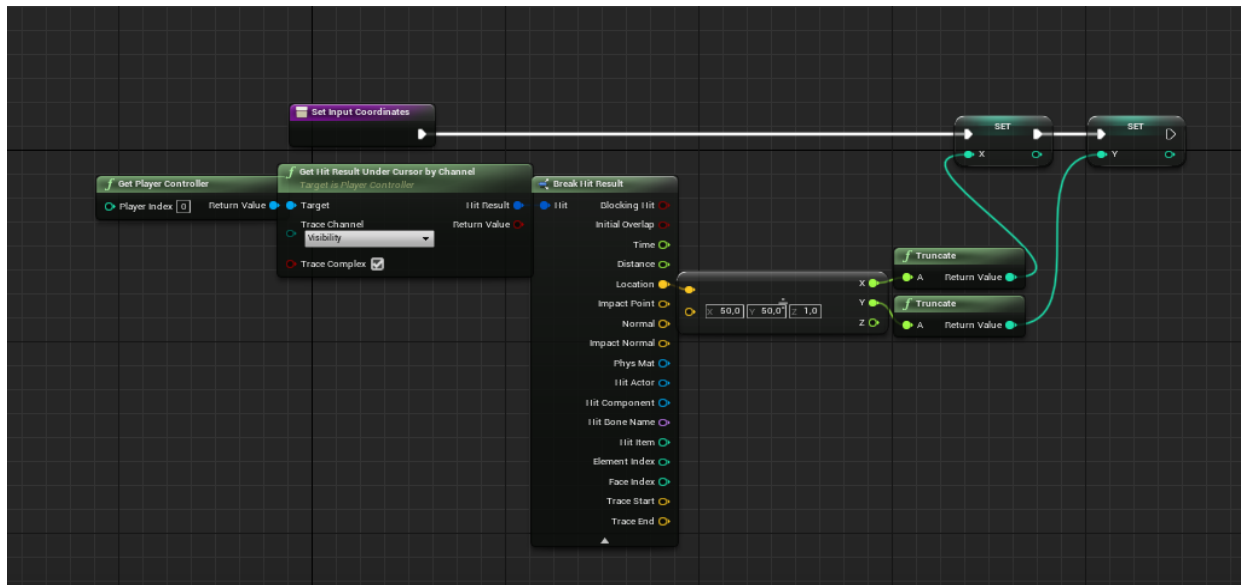 Set Input Coordinates
SET
SET
X
Y
Get Player Controller
Player Index 0 Return Value
Get Hit Result Under Cursor by Channel
Target is Player Controller
Target Hit Result
Trace Channel Return Value
Visibility
Trace Complex
Break Hit Result
Hit Blocking Hit
Initial Overlap
Time
Distance
Location
Impact Point
Normal
Impact Normal
Phys Mat
Hit Actor
Hit Component
Hit Bone Name
Hit Item
Element Index
Face Index
Trace Start
Trace End
÷
X 50,0 Y 50,0 Z 1,0
X
Y
Z
Truncate
A Return Value
Truncate
A Return Value